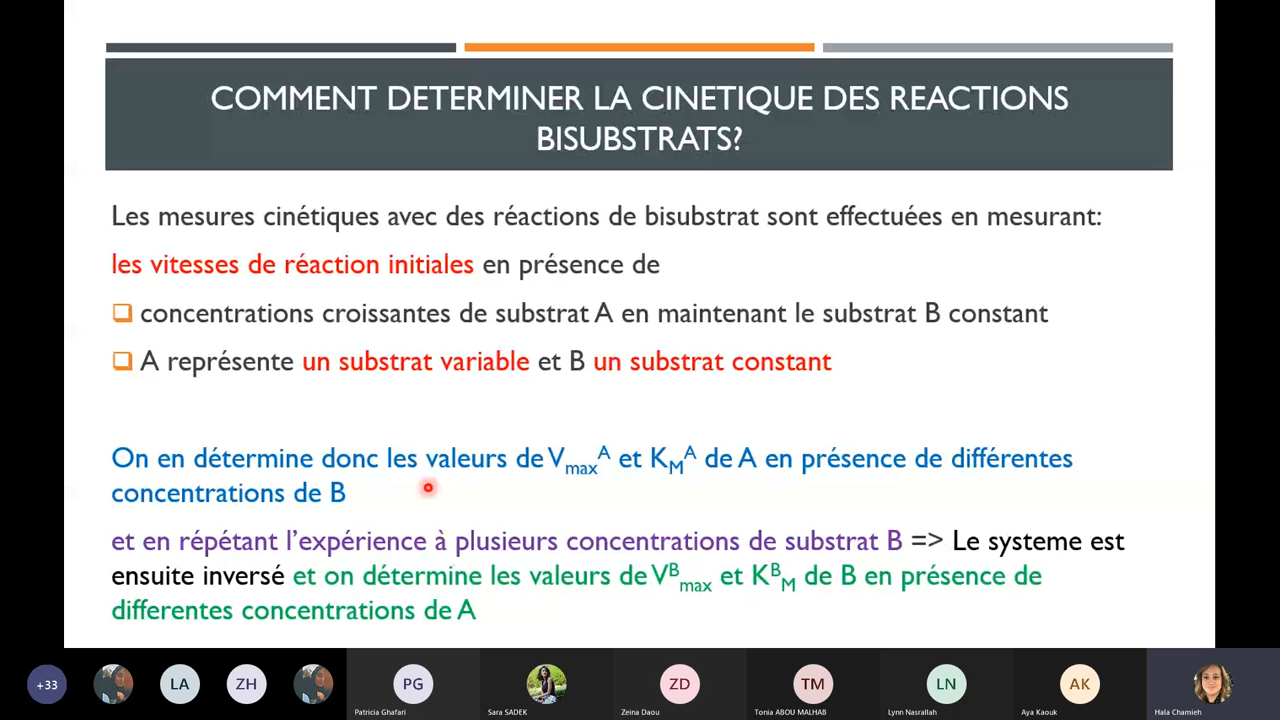 COMMENT DETERMINER LA CINETIQUE DES REACTIONS
BISUBSTRATS?
Les mesures cinétiques avec des réactions de bisubstrat sont effectuées en mesurant:
les vitesses de réaction initiales en présence de
concentrations croissantes de substrat A en maintenant le substrat B constant
A représente un substrat variable et B un substrat constant
On en détermine donc les valeurs de Vmax^A et KM^A de A en présence de différentes
concentrations de B
et en répétant l'expérience à plusieurs concentrations de substrat B => Le systeme est
ensuite inversé et on détermine les valeurs de V^Bmax et K^BM de B en présence de
differentes concentrations de A
+33
LA
ZH
PG
ZD
TM
LN
AK
Patricia Ghafari
Sara SADEK
Zeina Daou
Tonia ABOU MALHAB
Lynn Nasrallah
Aya Kaouk
Hala Chamieh